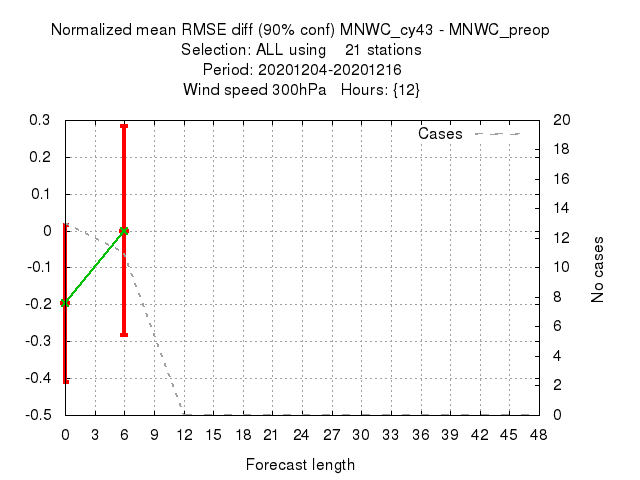 Normalized mean RMSE diff (90% conf) MNWC_cy43 - MNWC_preop
Selection: ALL using 21 stations
Period: 20201204-20201216
Wind speed 300hPa Hours: {12}
Cases
0.3
0.2
0.1
0
-0.1
-0.2
-0.3
-0.4
-0.5
20
18
16
14
12
10
8
6
4
2
0
No cases
0 3 6 9 12 15 18 21 24 27 30 33 36 39 42 45 48
Forecast length